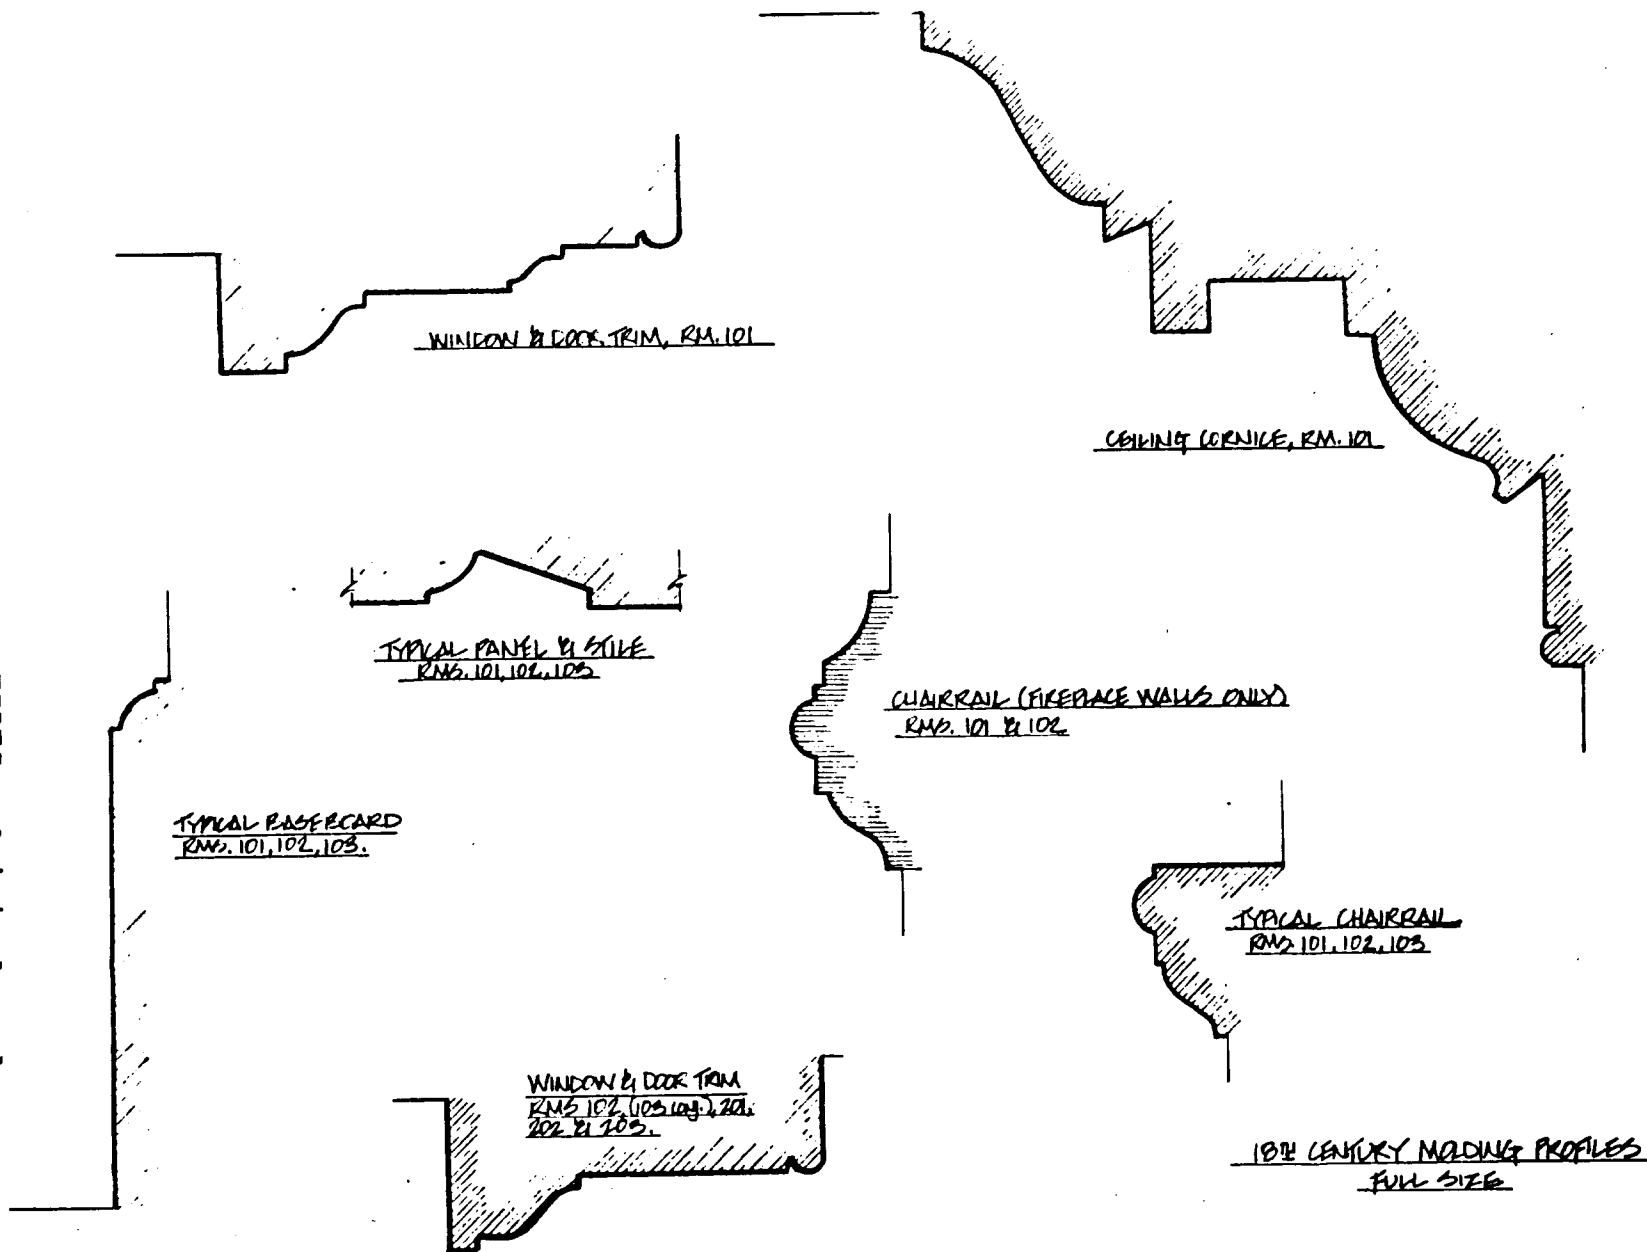 WINDOW & DOOR TRIM, RM. 101
CEILING CORNICE, RM. 101
TYPICAL PANEL & STILE
RMS. 101, 102, 103
CHAIRRAIL (FIREPLACE WALLS ONLY)
RMS. 101 & 102
TYPICAL BASEBOARD
RMS. 101, 102, 103.
TYPICAL CHAIRRAIL
RMS. 101, 102, 103
WINDOW & DOOR TRIM
RMS 102, (103 ), 201,
202 & 203.
18TH CENTURY MOLDING PROFILES
FULL SIZE